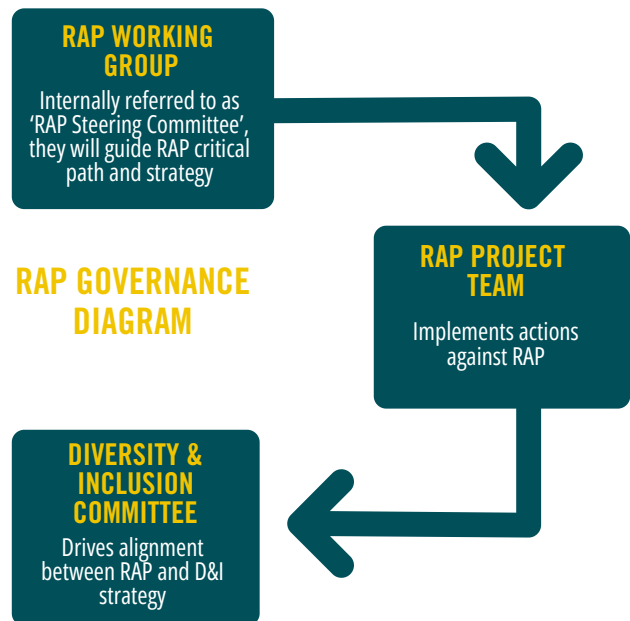 RAP WORKING
GROUP
Internally referred to as
‘RAP Steering Committee’,
they will guide RAP critical
path and strategy
RAP GOVERNANCE
DIAGRAM
RAP PROJECT
TEAM
Implements actions
against RAP
DIVERSITY &
INCLUSION
COMMITTEE
Drives alignment
between RAP and D&I
strategy